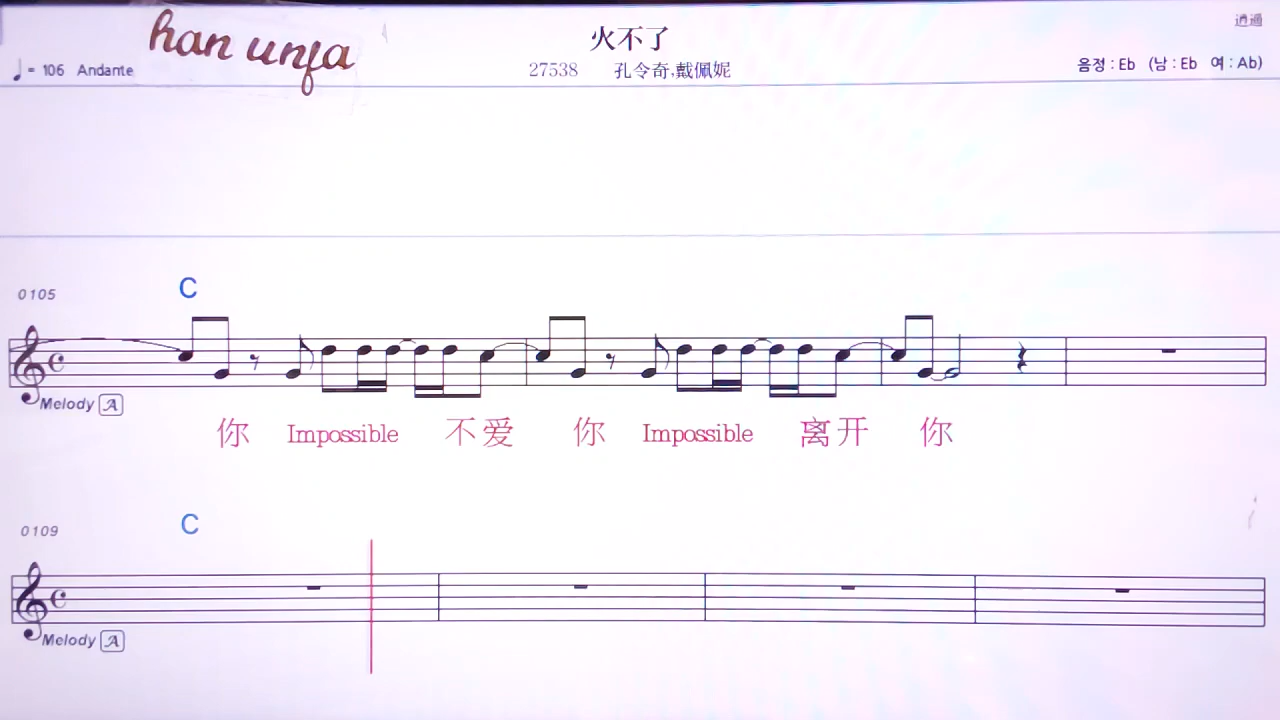 han unfa
火不了
♩= 106 Andante
27538 孔令奇,戴佩妮
음정 : Eb (남 : Eb 여 : Ab)
0105 C
Melody A
你 Impossible 不爱 你 Impossible 离开 你
0109 C
Melody A